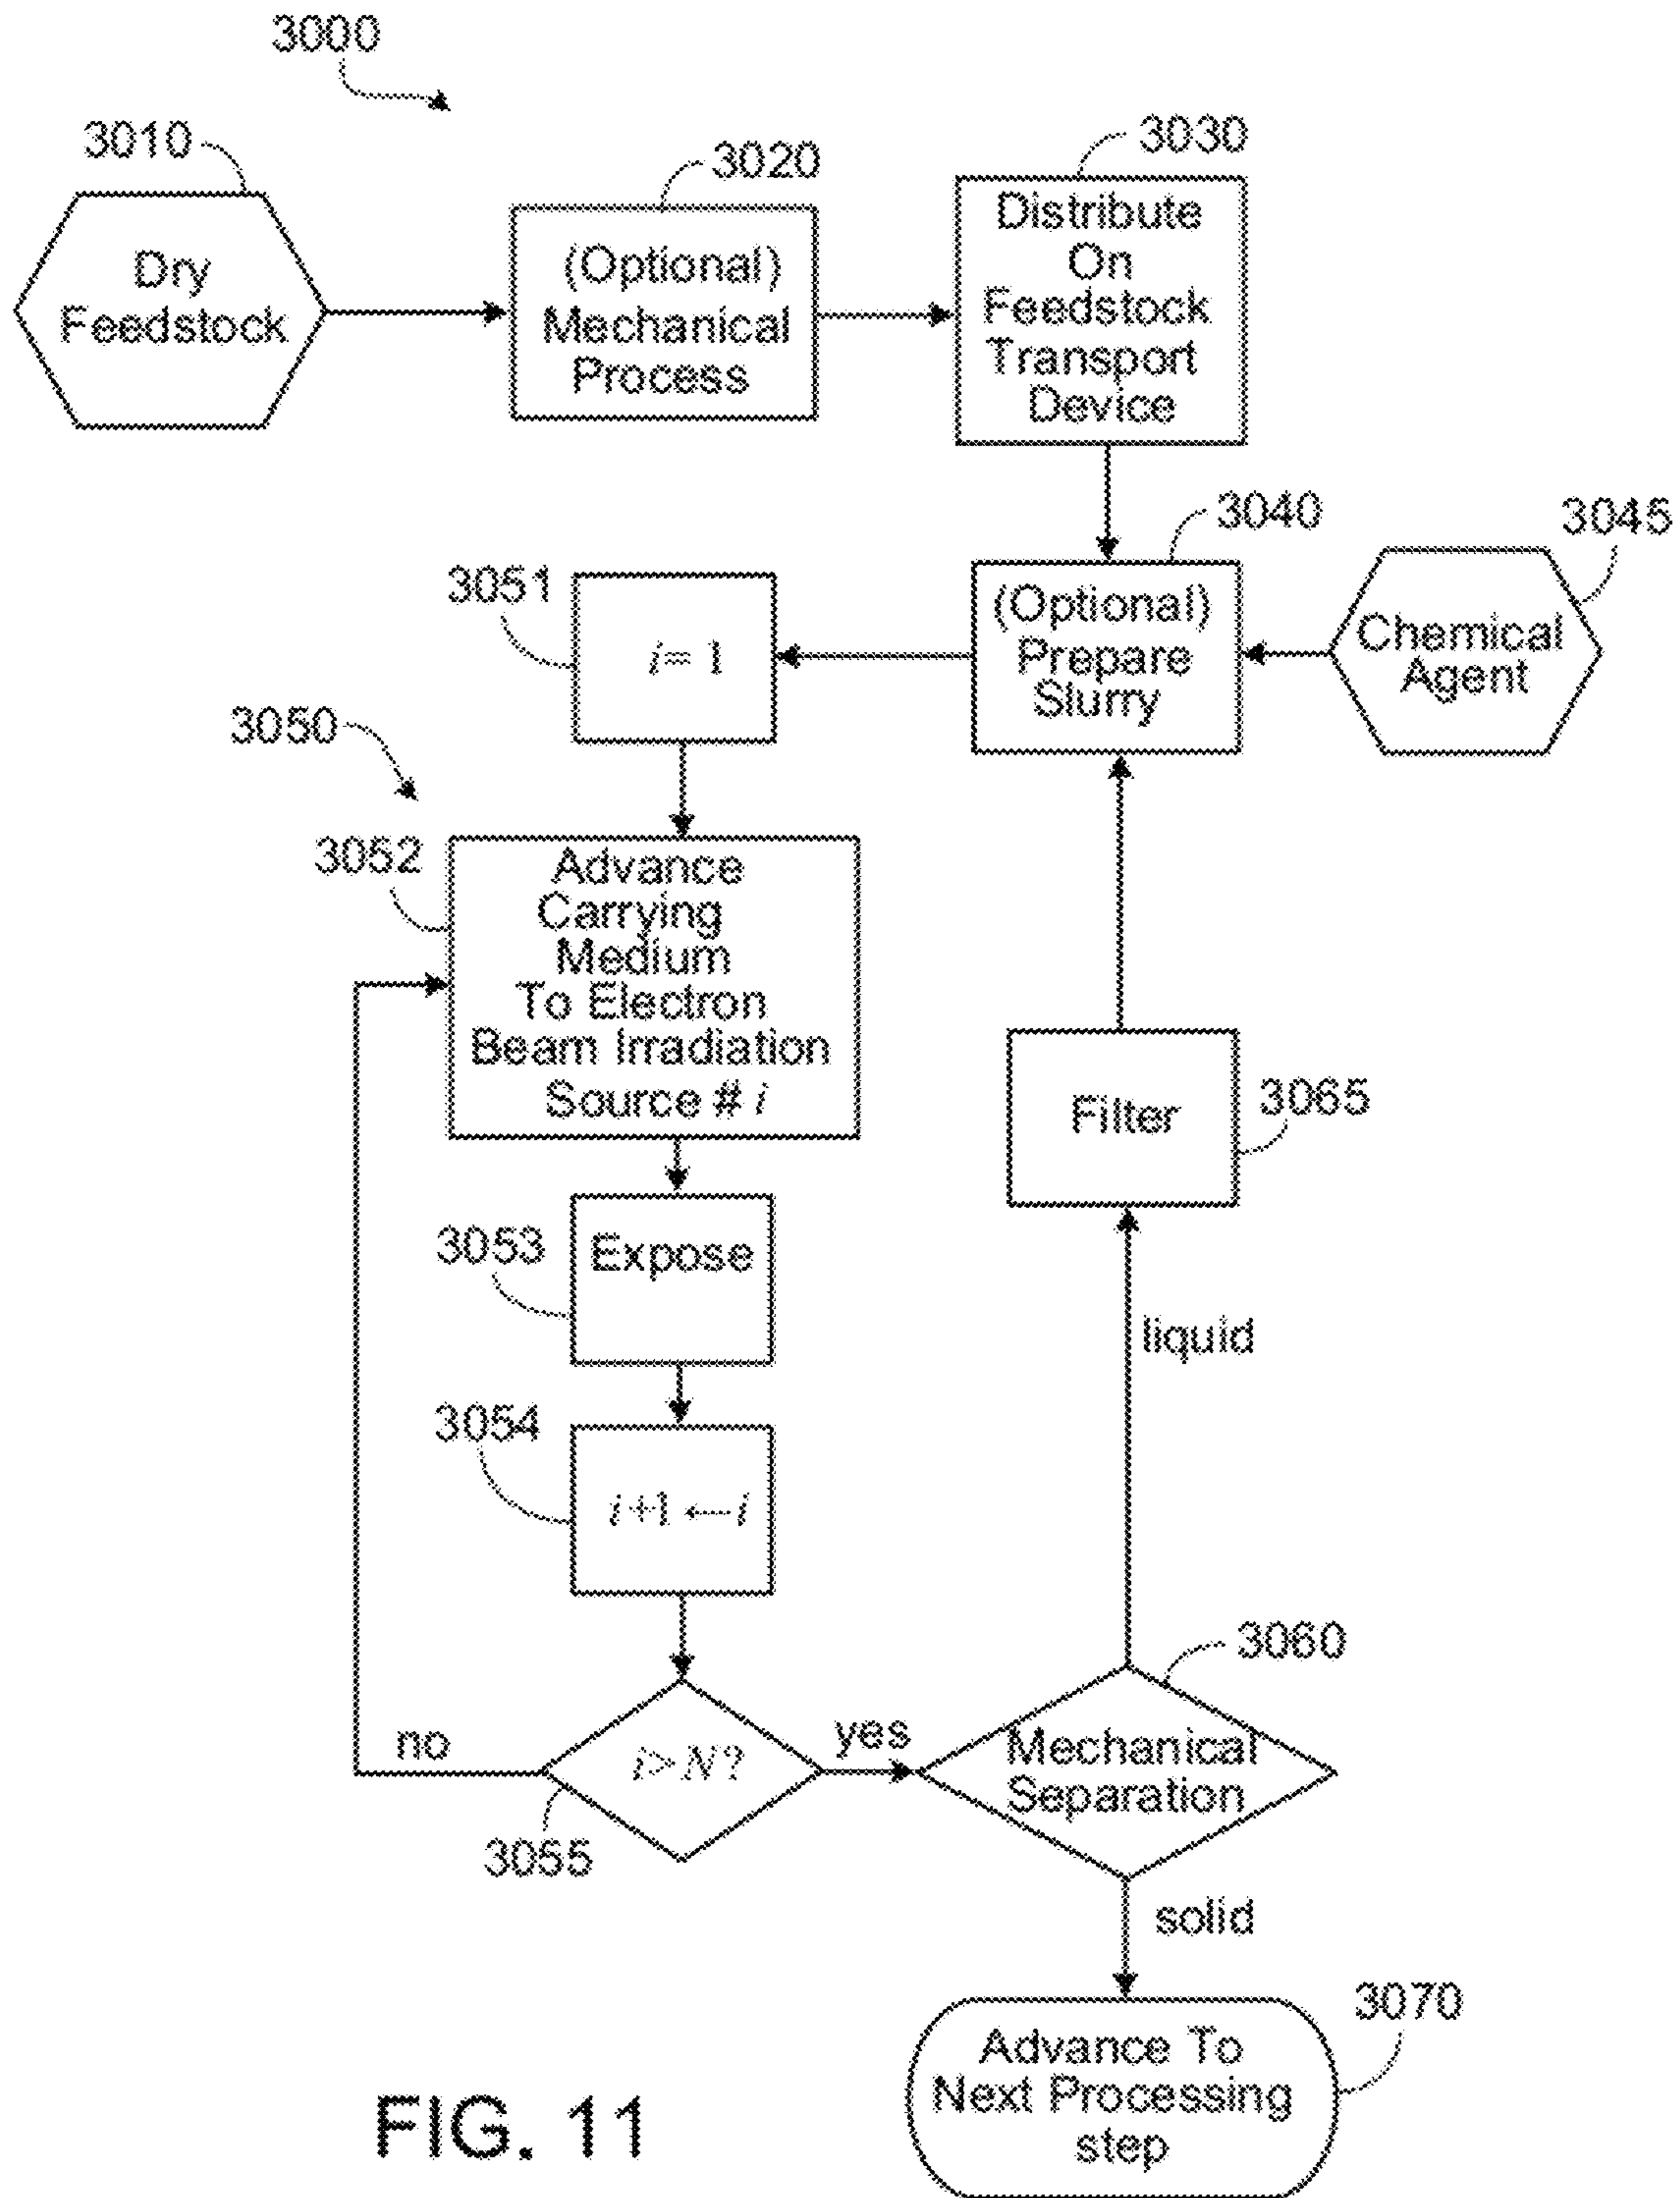 3000
3010
3020
3030
Dry
Feedstock
(Optional)
Mechanical
Process
Distribute
On
Feedstock
Transport
Device
3040
3045
3051
i = 1
(Optional)
Prepare
Slurry
Chemical
Agent
3050
3052
Advance
Carrying
Medium
To Electron
Beam Irradiation
Source # i
Filter
3065
3053
Expose
liquid
3054
i+1 ← i
3060
no
i > N?
yes
Mechanical
Separation
3055
solid
3070
Advance To
Next Processing
step
FIG. 11